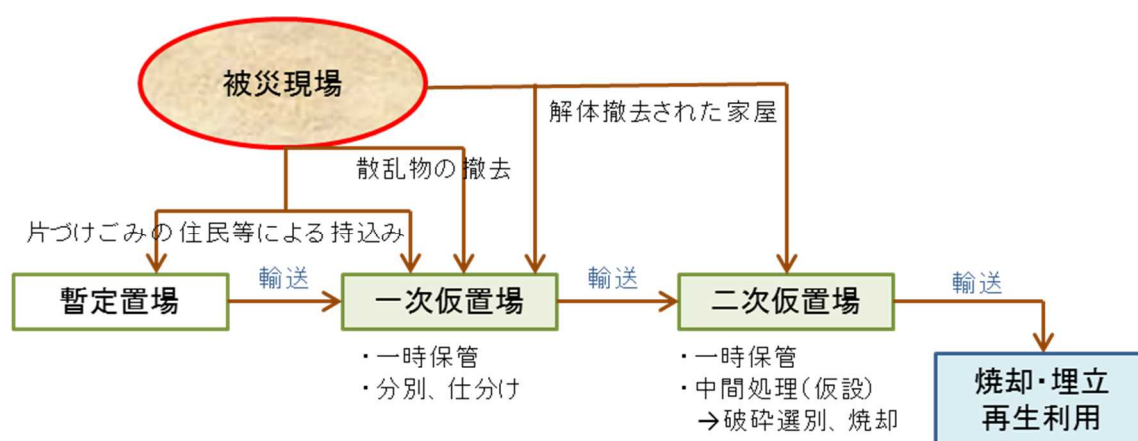 被災現場
解体撤去された家屋
散乱物の撤去
片づけごみの住民等による持込み
暫定置場
輸送
一次仮置場
輸送
二次仮置場
輸送
・一時保管
・分別、仕分け
・一時保管
・中間処理(仮設)
→破砕選別、焼却
焼却・埋立
再生利用